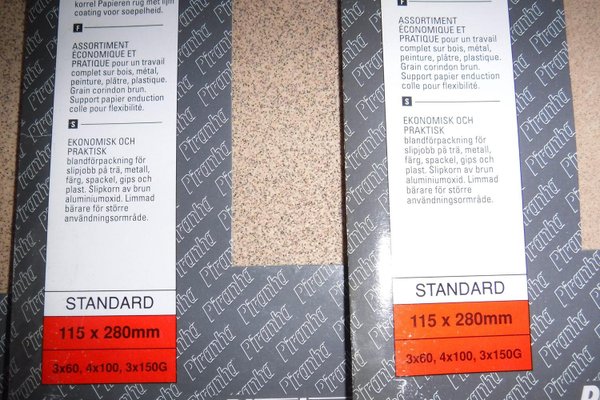 korrel Papieren rug met lijm
coating voor soepelheid.
F
ASSORTIMENT
ÉCONOMIQUE ET
PRATIQUE pour un travail
complet sur bois, métal,
peinture, plâtre, plastique.
Grain corindon brun.
Support papier enduction
colle pour flexibilité.
S
EKONOMISK OCH
PRAKTISK
blandförpackning för
slipjobb på trä, metall,
färg, spackel, gips och
plast. Slipkorn av brun
aluminiumoxid. Limmad
bärare för större
användningsormråde.
STANDARD
115 x 280mm
3x60, 4x100, 3x150G
F
ASSORTIMENT
ÉCONOMIQUE ET
PRATIQUE pour un travail
complet sur bois, métal,
peinture, plâtre, plastique.
Grain corindon brun.
Support papier enduction
colle pour flexibilité.
S
EKONOMISK OCH
PRAKTISK
blandförpackning för
slipjobb på trä, metall,
färg, spackel, gips och
plast. Slipkorn av brun
aluminiumoxid. Limmad
bärare för större
användningsormråde.
STANDARD
115 x 280mm
3x60, 4x100, 3x150G
Piranha